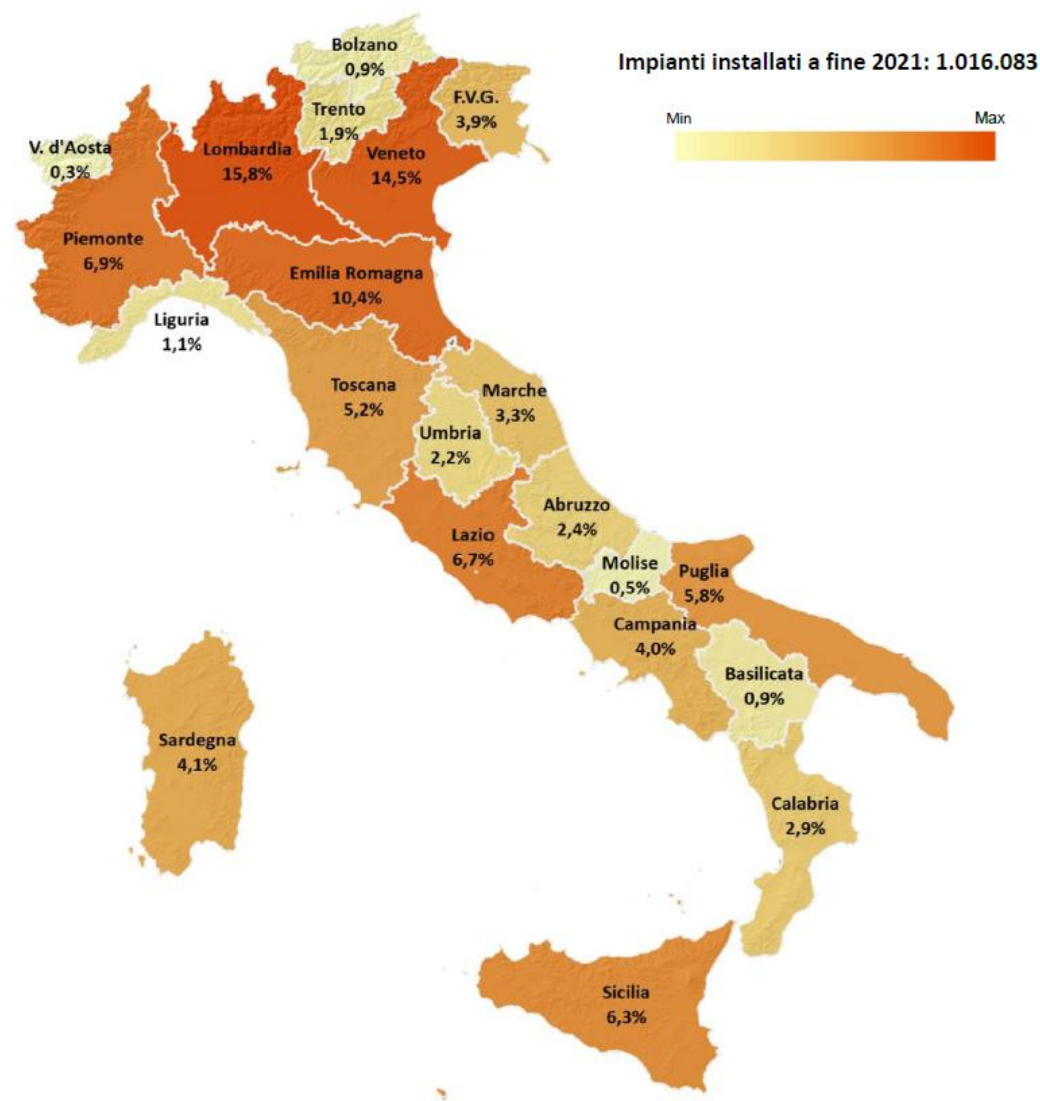 Impianti installati a fine 2021: 1.016.083
Min
Max
Bolzano
0,9%
Trento
1,9%
F.V.G.
3,9%
V. d'Aosta
0,3%
Lombardia
15,8%
Veneto
14,5%
Piemonte
6,9%
Emilia Romagna
10,4%
Liguria
1,1%
Toscana
5,2%
Marche
3,3%
Umbria
2,2%
Abruzzo
2,4%
Lazio
6,7%
Molise
0,5%
Puglia
5,8%
Campania
4,0%
Basilicata
0,9%
Sardegna
4,1%
Calabria
2,9%
Sicilia
6,3%